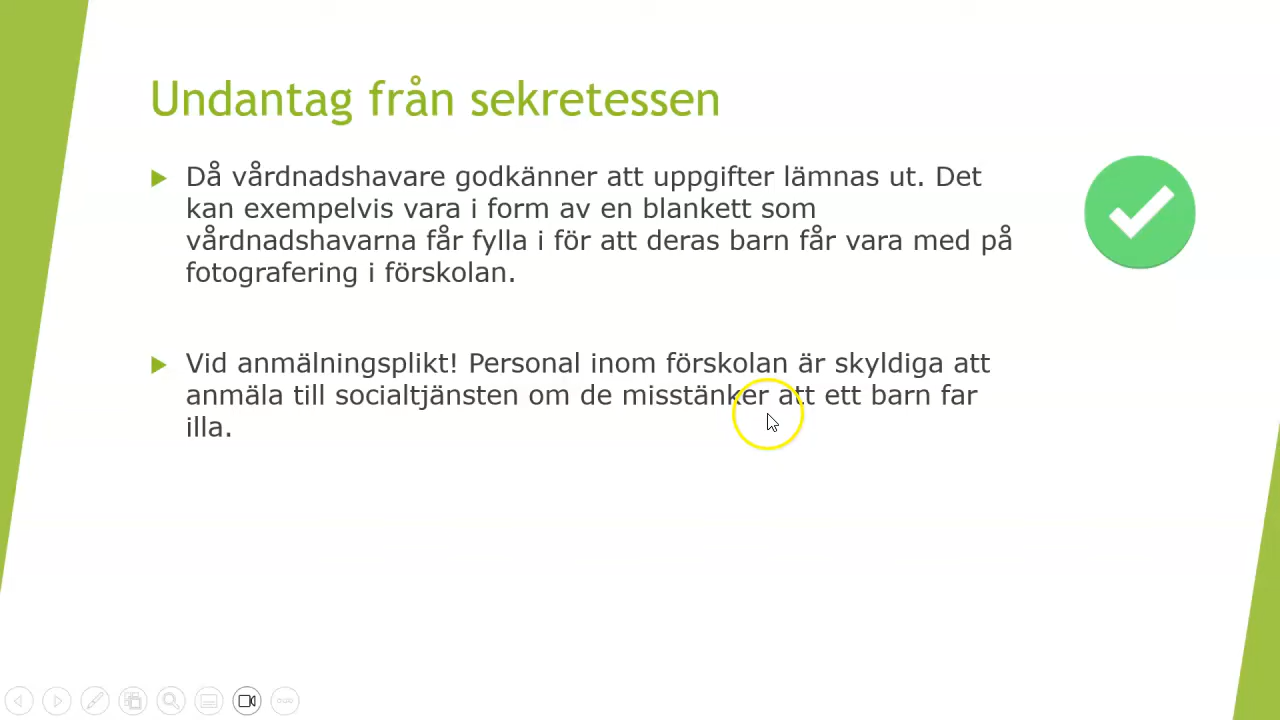 Undantag från sekretessen
Då vårdnadshavare godkänner att uppgifter lämnas ut. Det
kan exempelvis vara i form av en blankett som
vårdnadshavarna får fylla i för att deras barn får vara med på
fotografering i förskolan.
Vid anmälningsplikt! Personal inom förskolan är skyldiga att
anmäla till socialtjänsten om de misstänker att ett barn far
illa.